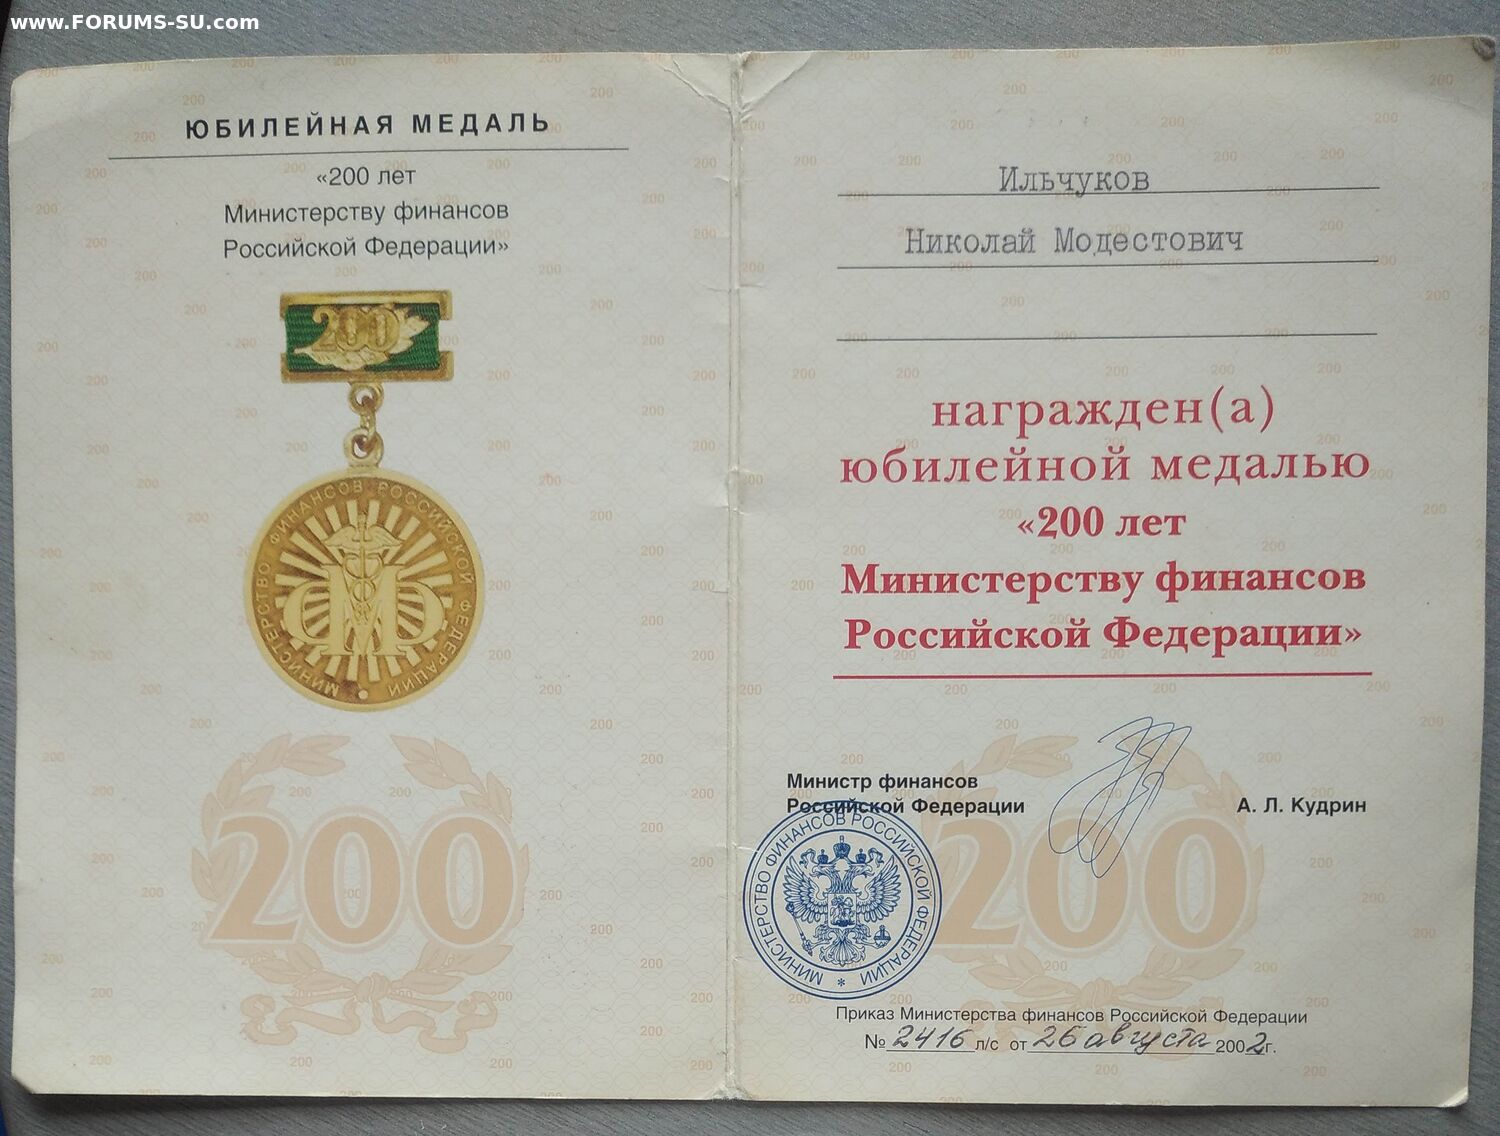 www.FORUMS-SU.com
ЮБИЛЕЙНАЯ МЕДАЛЬ
«200 лет
Министерству финансов
Российской Федерации»
200
МИНИСТЕРСТВО ФИНАНСОВ РОССИЙСКОЙ ФЕДЕРАЦИИ
200
Ильчуков
Николай Модестович
награжден(а)
юбилейной медалью
«200 лет
Министерству финансов
Российской Федерации»
Министр финансов
Российской Федерации
А. Л. Кудрин
200
МИНИСТЕРСТВО ФИНАНСОВ РОССИЙСКОЙ ФЕДЕРАЦИИ *
Приказ Министерства финансов Российской Федерации
№ 2416 л/с от 26 августа 2002 г.